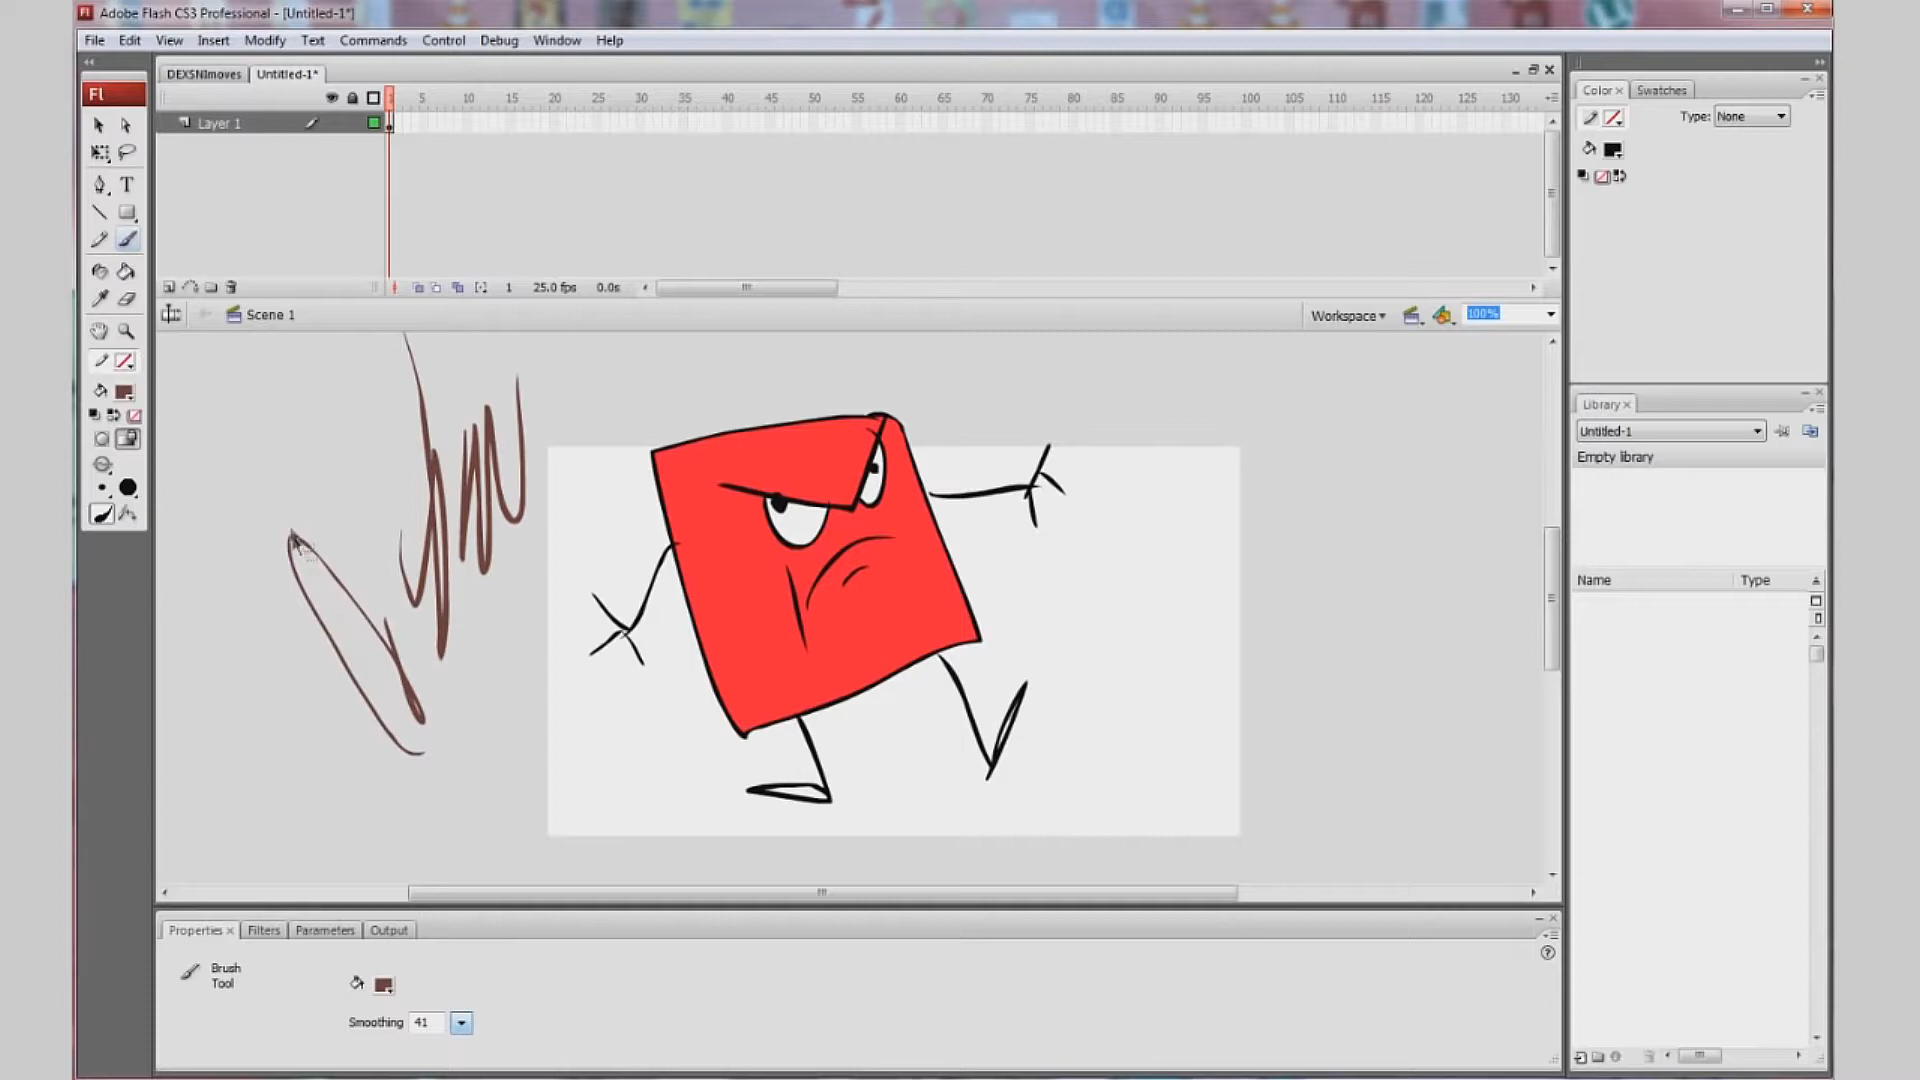 Adobe Flash CS3 Professional - [Untitled-1*]
File Edit View Insert Modify Text Commands Control Debug Window Help
DEXSNImoves Untitled-1*
Color Swatches
Fl
5 10 15 20 25 30 35 40 45 50 55 60 65 70 75 80 85 90 95 100 105 110 115 120 125 130
Type: None
Layer 1
T
1 25.0 fps 0.0s
Scene 1
Workspace
100%
Library
Untitled-1
Empty library
Name Type
Properties Filters Parameters Output
Brush
Tool
Smoothing 41